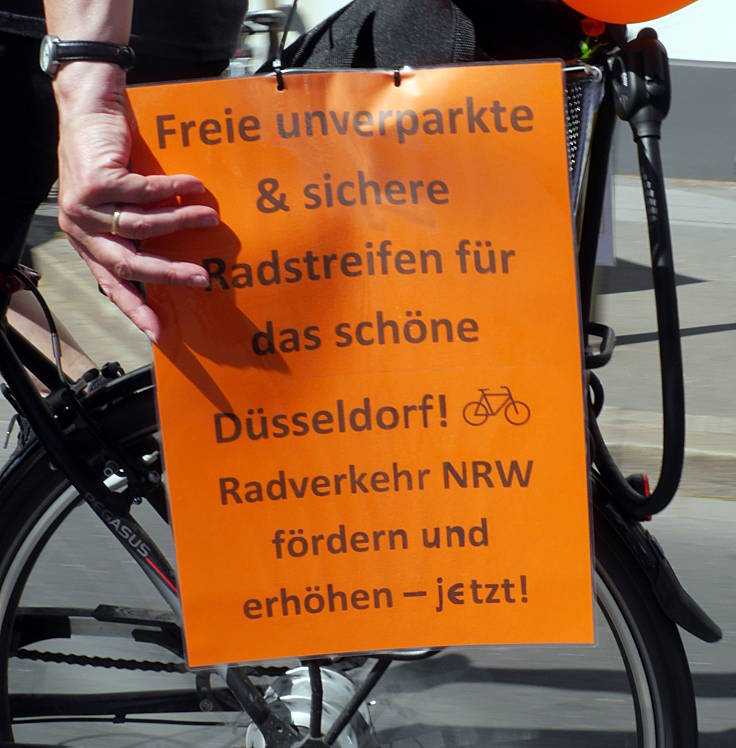 Freie unverparkte
& sichere
Radstreifen für
das schöne
Düsseldorf!
Radverkehr NRW
fördern und
erhöhen – j€tzt!
PEGASUS